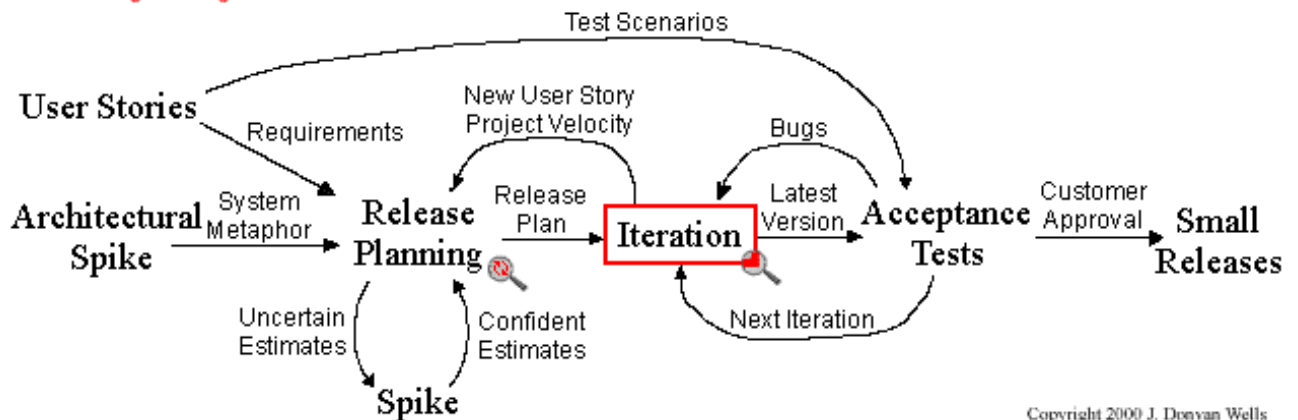 Test Scenarios
User Stories
New User Story
Project Velocity
Requirements
Bugs
Architectural
Spike
System
Metaphor
Release
Planning
Release
Plan
Iteration
Latest
Version
Acceptance
Tests
Customer
Approval
Small
Releases
Uncertain
Estimates
Confident
Estimates
Next Iteration
Spike
Copyright 2000 J. Donvan Wells